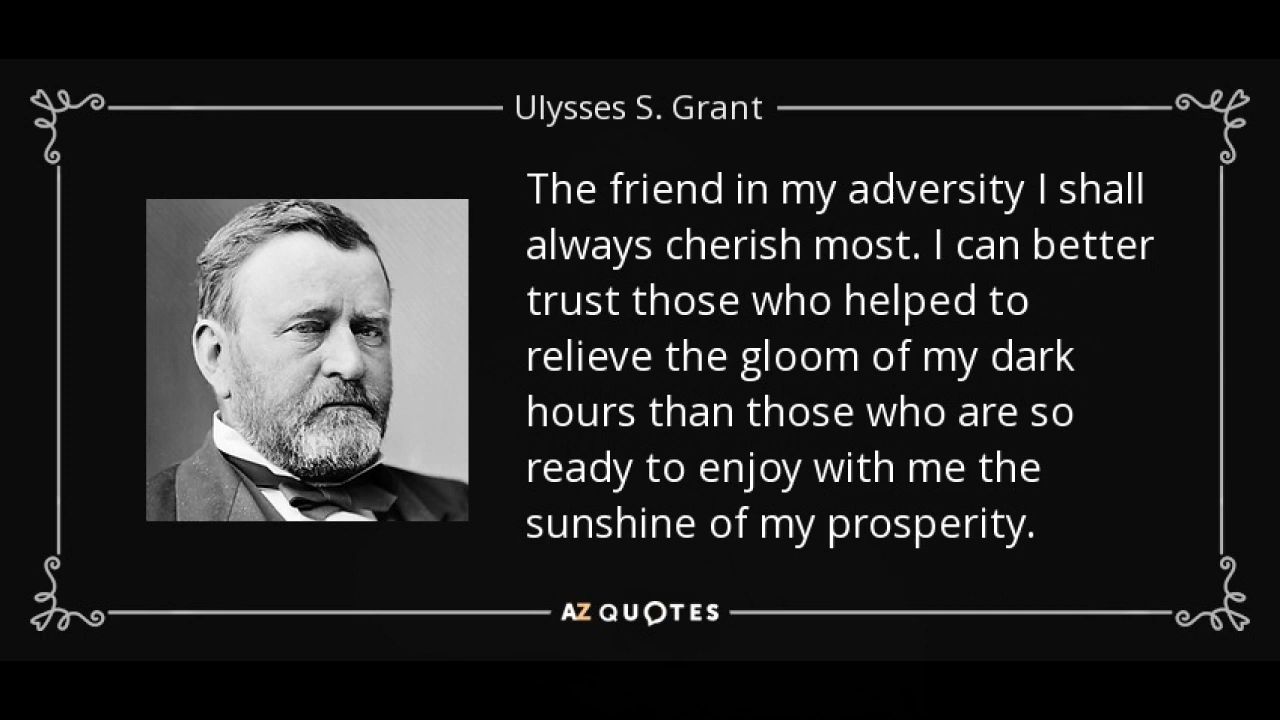 Ulysses S. Grant
The friend in my adversity I shall
always cherish most. I can better
trust those who helped to
relieve the gloom of my dark
hours than those who are so
ready to enjoy with me the
sunshine of my prosperity.
AZ QUOTES